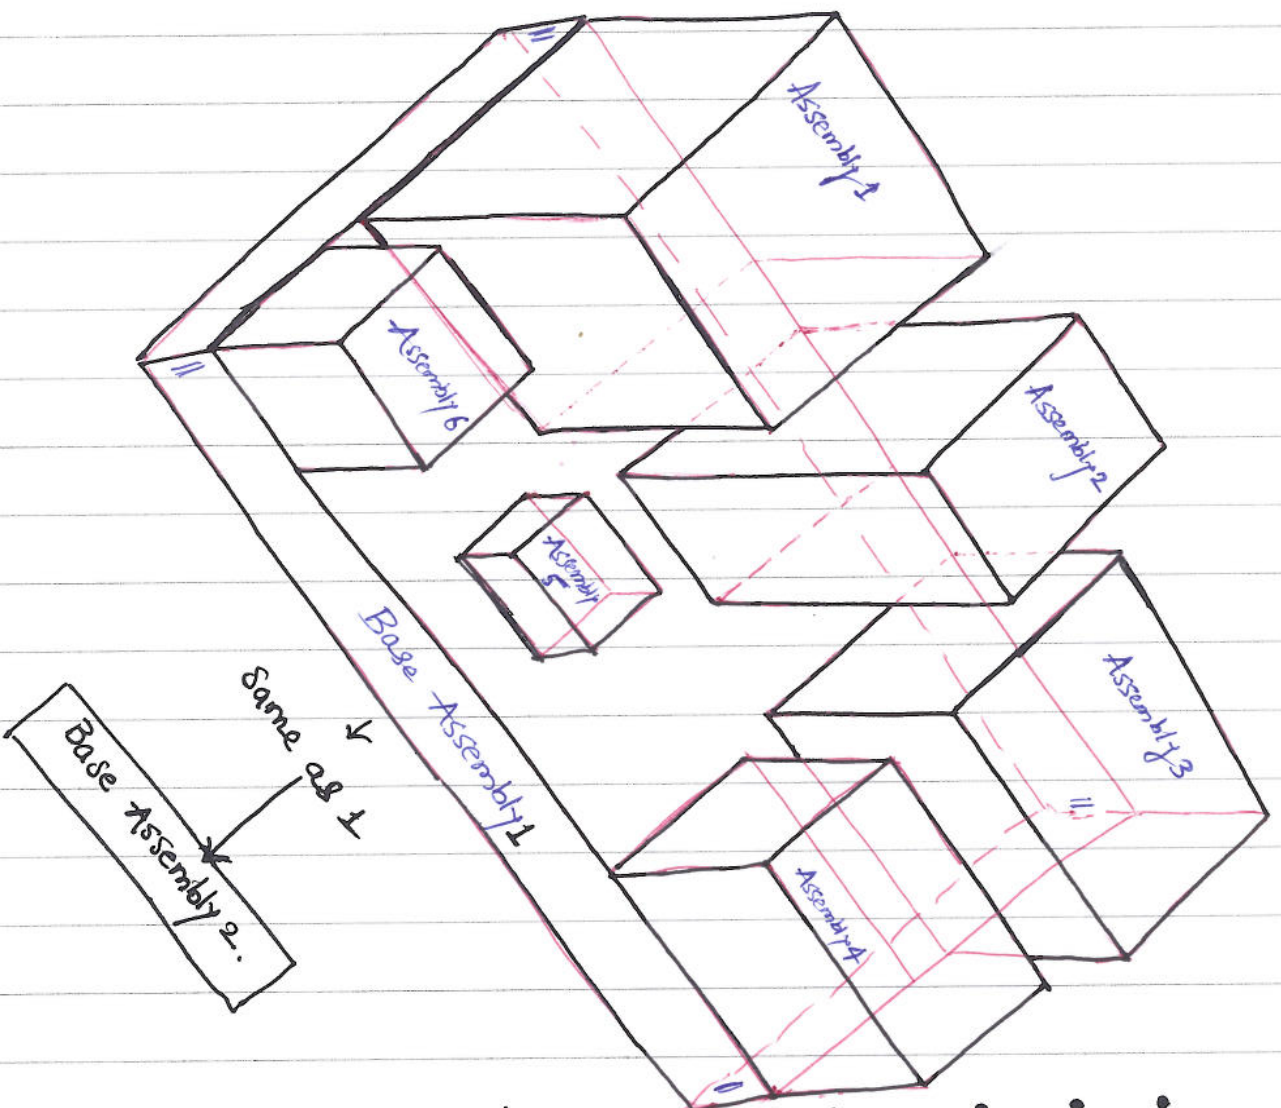 Assembly 1
Assembly 2
Assembly 3
Assembly 4
Assembly
5
Assembly 6
Base Assembly 1
Same as 1
Base Assembly 2.